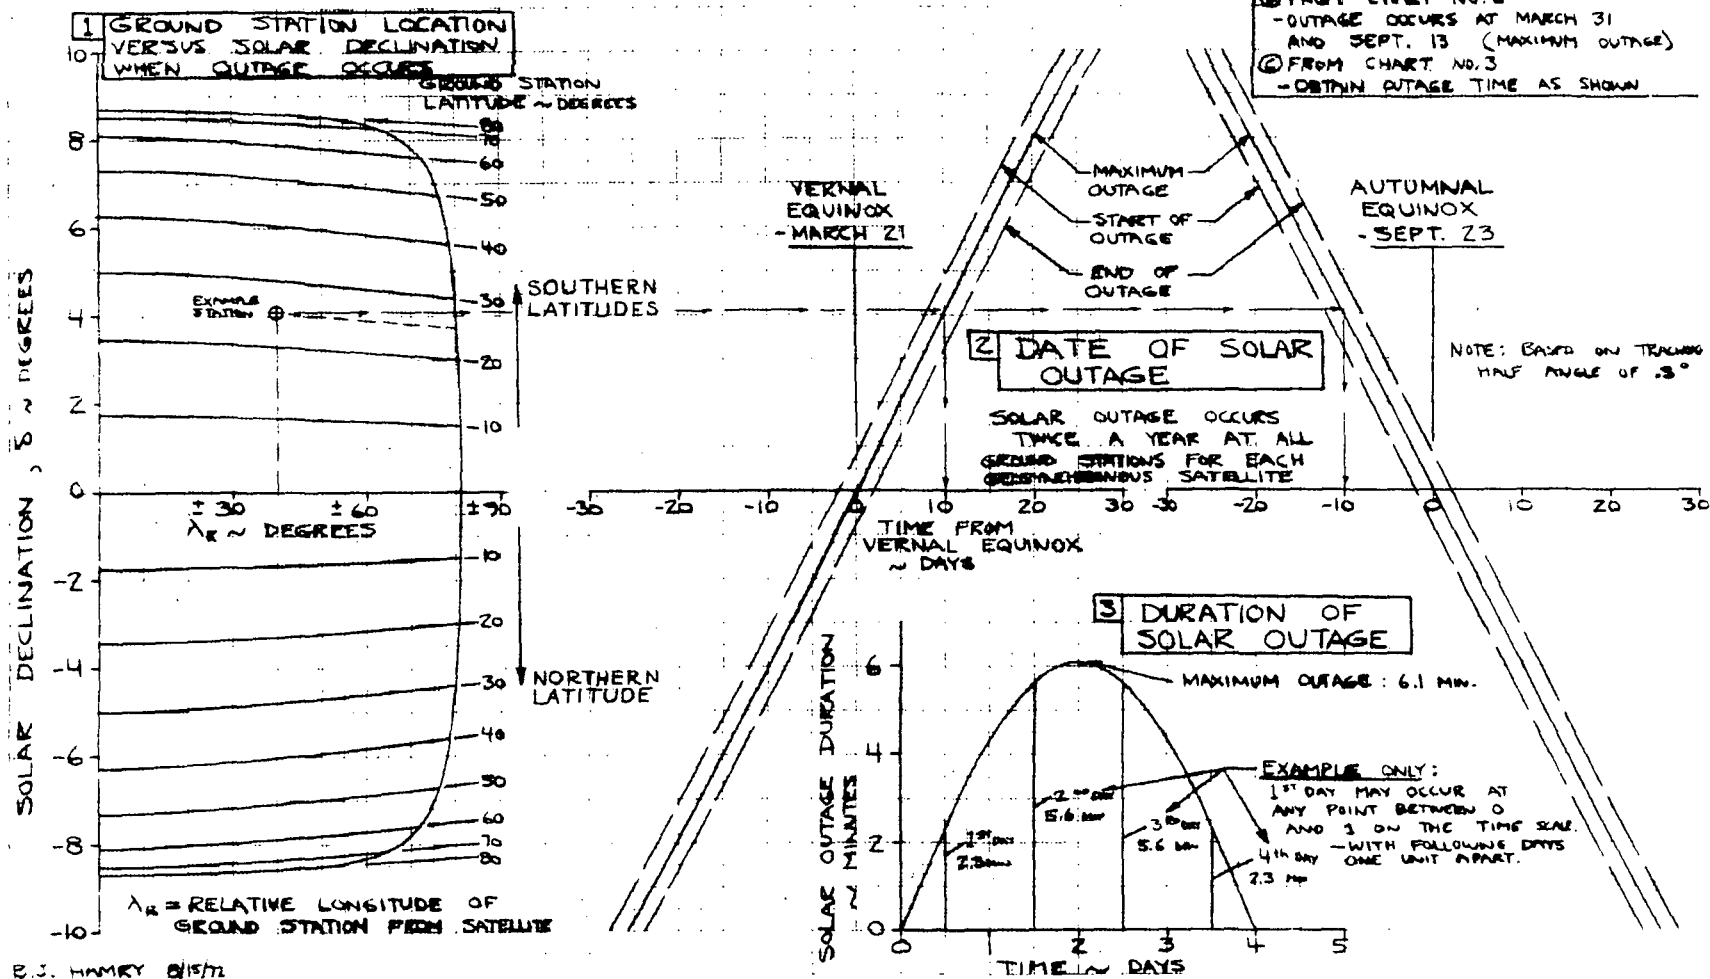 1 GROUND STATION LOCATION
VERSUS SOLAR DECLINATION
WHEN OUTAGE OCCURS
GROUND STATION
LATITUDE ~ DEGREES
10
8
6
4
2
0
-2
-4
-6
-8
-10
SOLAR DECLINATION, δ ~ DEGREES
80
70
60
50
40
30
20
10
EXAMPLE
STATION
SOUTHERN
LATITUDES
± 30 ± 60 ± 90
λR ~ DEGREES
10
20
30
40
50
60
70
80
NORTHERN
LATITUDE
λR = RELATIVE LONGITUDE OF
GROUND STATION FROM SATELLITE
E.J. HAMRY 8/15/72
-OUTAGE OCCURS AT MARCH 31
AND SEPT. 13 (MAXIMUM OUTAGE)
Ⓒ FROM CHART NO. 3
- OBTAIN OUTAGE TIME AS SHOWN
VERNAL
EQUINOX
- MARCH 21
MAXIMUM
OUTAGE
START OF
OUTAGE
END OF
OUTAGE
AUTUMNAL
EQUINOX
- SEPT. 23
2 DATE OF SOLAR
OUTAGE
NOTE: BASED ON TRACKING
HALF ANGLE OF
SOLAR OUTAGE OCCURS
TWICE A YEAR AT ALL
GROUND STATIONS FOR EACH
GEOSYNCHRONOUS SATELLITE
-30 -20 -10 0 10 20 30 -30 -20 -10 0 10 20 30
TIME FROM
VERNAL EQUINOX
~ DAYS
3 DURATION OF
SOLAR OUTAGE
SOLAR OUTAGE DURATION
~ MINUTES
6
4
2
0
MAXIMUM OUTAGE : 6.1 MIN.
1ST DAY
2ND DAY
5.6 MIN
3RD DAY
5.6 MIN
4TH DAY
2.3 MIN
EXAMPLE ONLY:
1ST DAY MAY OCCUR AT
ANY POINT BETWEEN 0
AND 1 ON THE TIME SCALE.
- WITH FOLLOWING DAYS
ONE UNIT APART.
0 1 2 3 4 5
TIME ~ DAYS